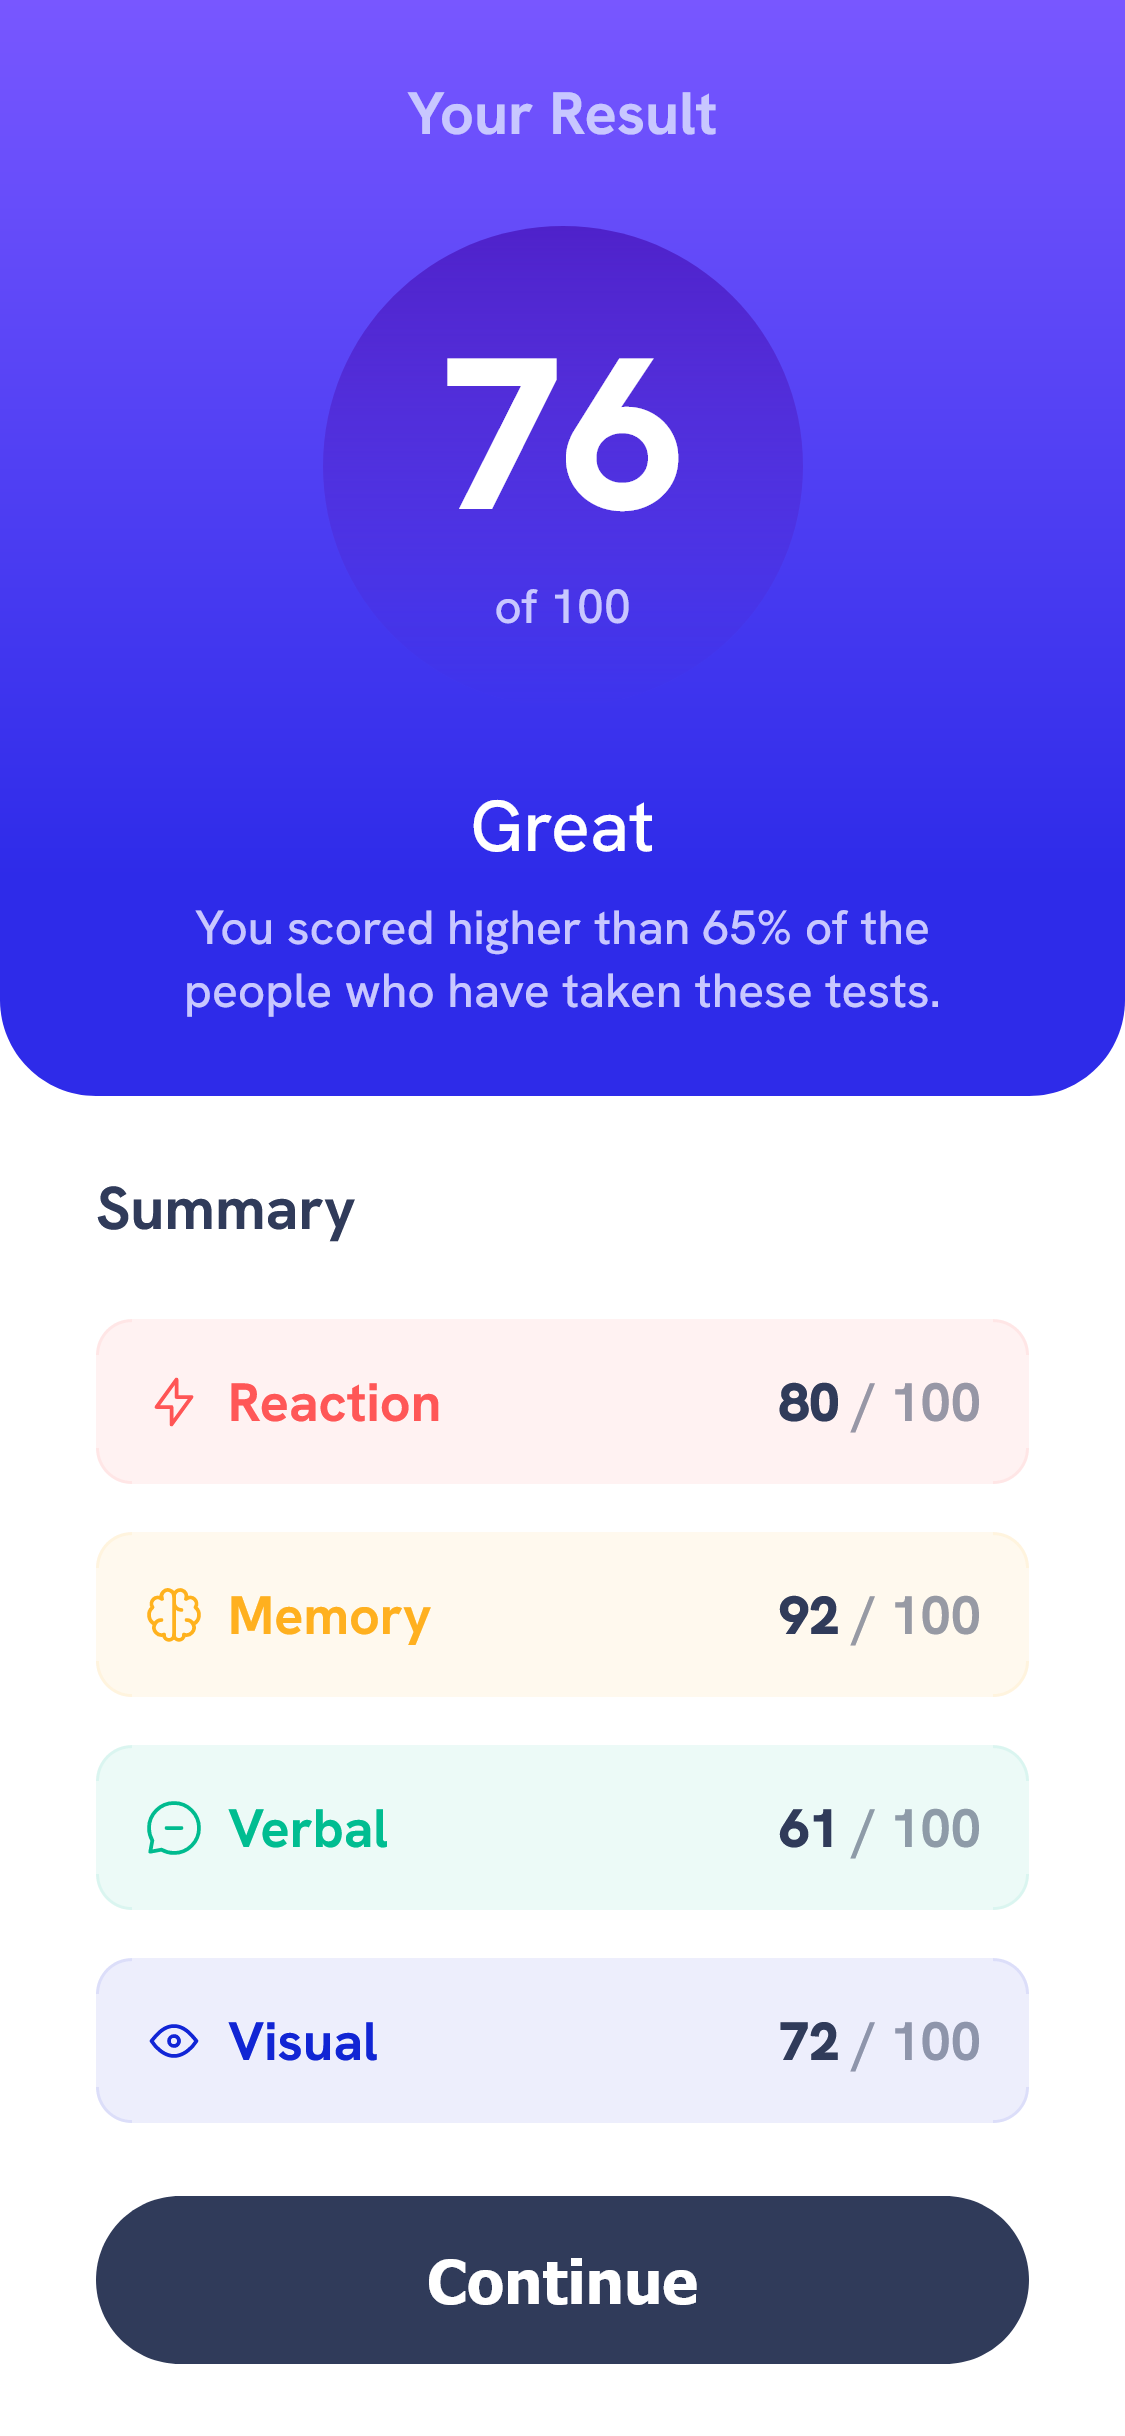 Your Result
76
of 100
Great
You scored higher than 65% of the
people who have taken these tests.
Summary
Reaction 80 / 100
Memory 92 / 100
Verbal 61 / 100
Visual 72 / 100
Continue